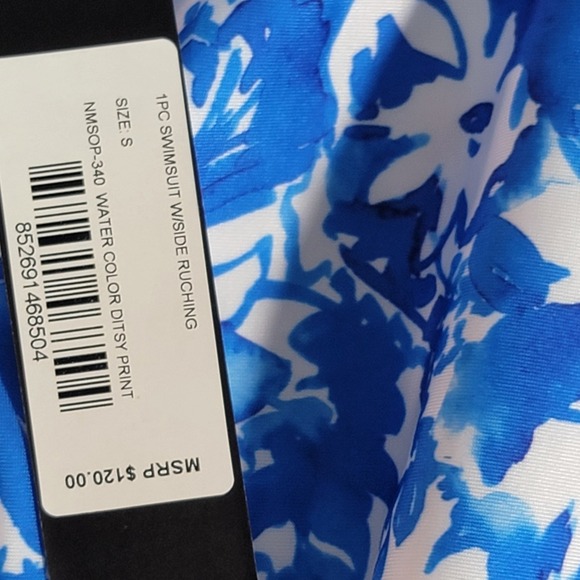 1PC SWIMSUIT W/SIDE RUCHING
SIZE: S
NMSOP-340 WATER COLOR DITSY PRINT
852691468504
MSRP $120.00